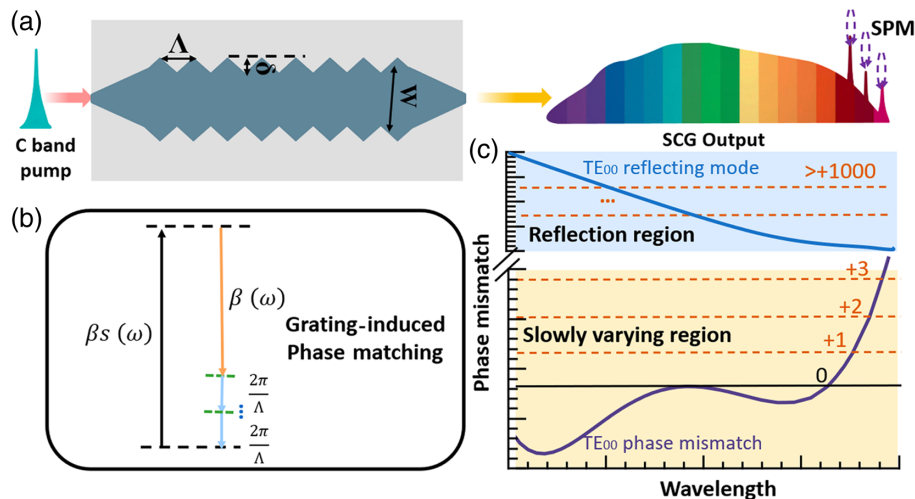 (a)
Λ
δ
W
C band
pump
SPM
SCG Output
(b)
βs (ω)
β (ω)
2π
Λ
2π
Λ
Grating-induced
Phase matching
(c)
TE00 reflecting mode
>+1000
...
Reflection region
Phase mismatch
+3
+2
Slowly varying region
+1
0
TE00 phase mismatch
Wavelength